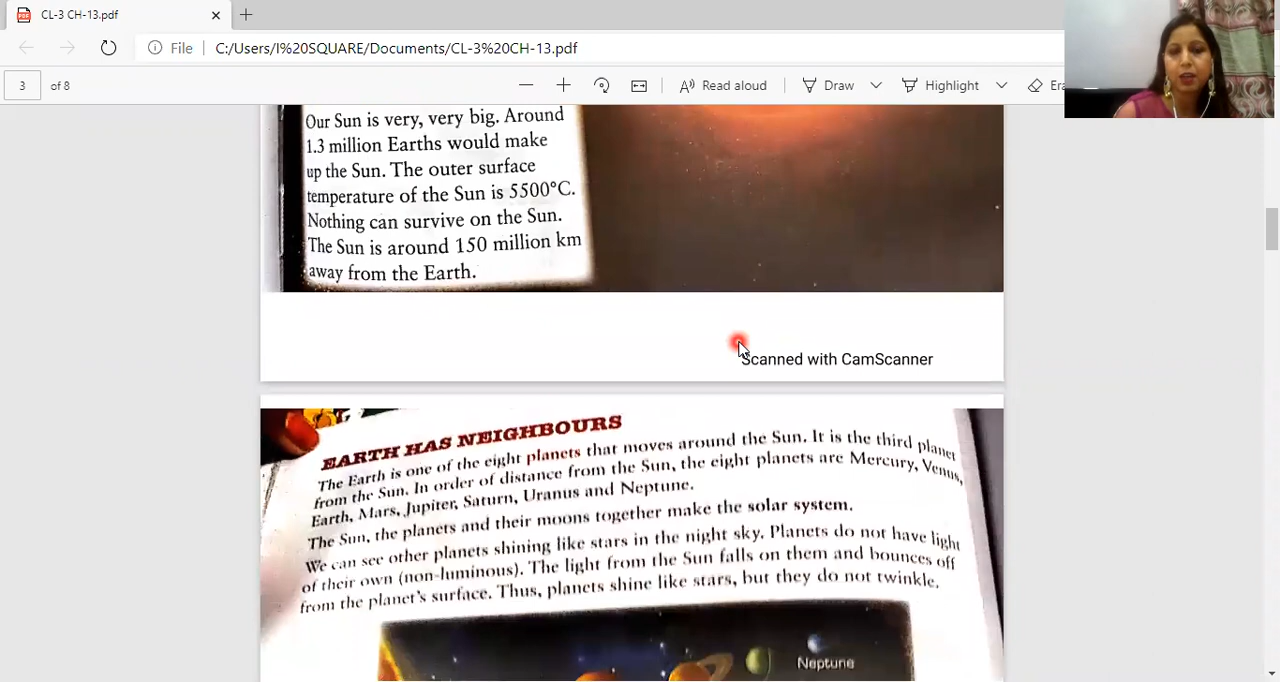 CL-3 CH-13.pdf
File
C:/Users/I%20SQUARE/Documents/CL-3%20CH-13.pdf
3 of 8
Read aloud
Draw
Highlight
Our Sun is very, very big. Around
1.3 million Earths would make
up the Sun. The outer surface
temperature of the Sun is 5500°C.
Nothing can survive on the Sun.
The Sun is around 150 million km
away from the Earth.
Scanned with CamScanner
EARTH HAS NEIGHBOURS
The Earth is one of the eight planets that moves around the Sun. It is the third planet
from the Sun. In order of distance from the Sun, the eight planets are Mercury, Venus,
Earth, Mars, Jupiter, Saturn, Uranus and Neptune.
The Sun, the planets and their moons together make the solar system.
We can see other planets shining like stars in the night sky. Planets do not have light
of their own (non-luminous). The light from the Sun falls on them and bounces off
from the planet's surface. Thus, planets shine like stars, but they do not twinkle.
Neptune